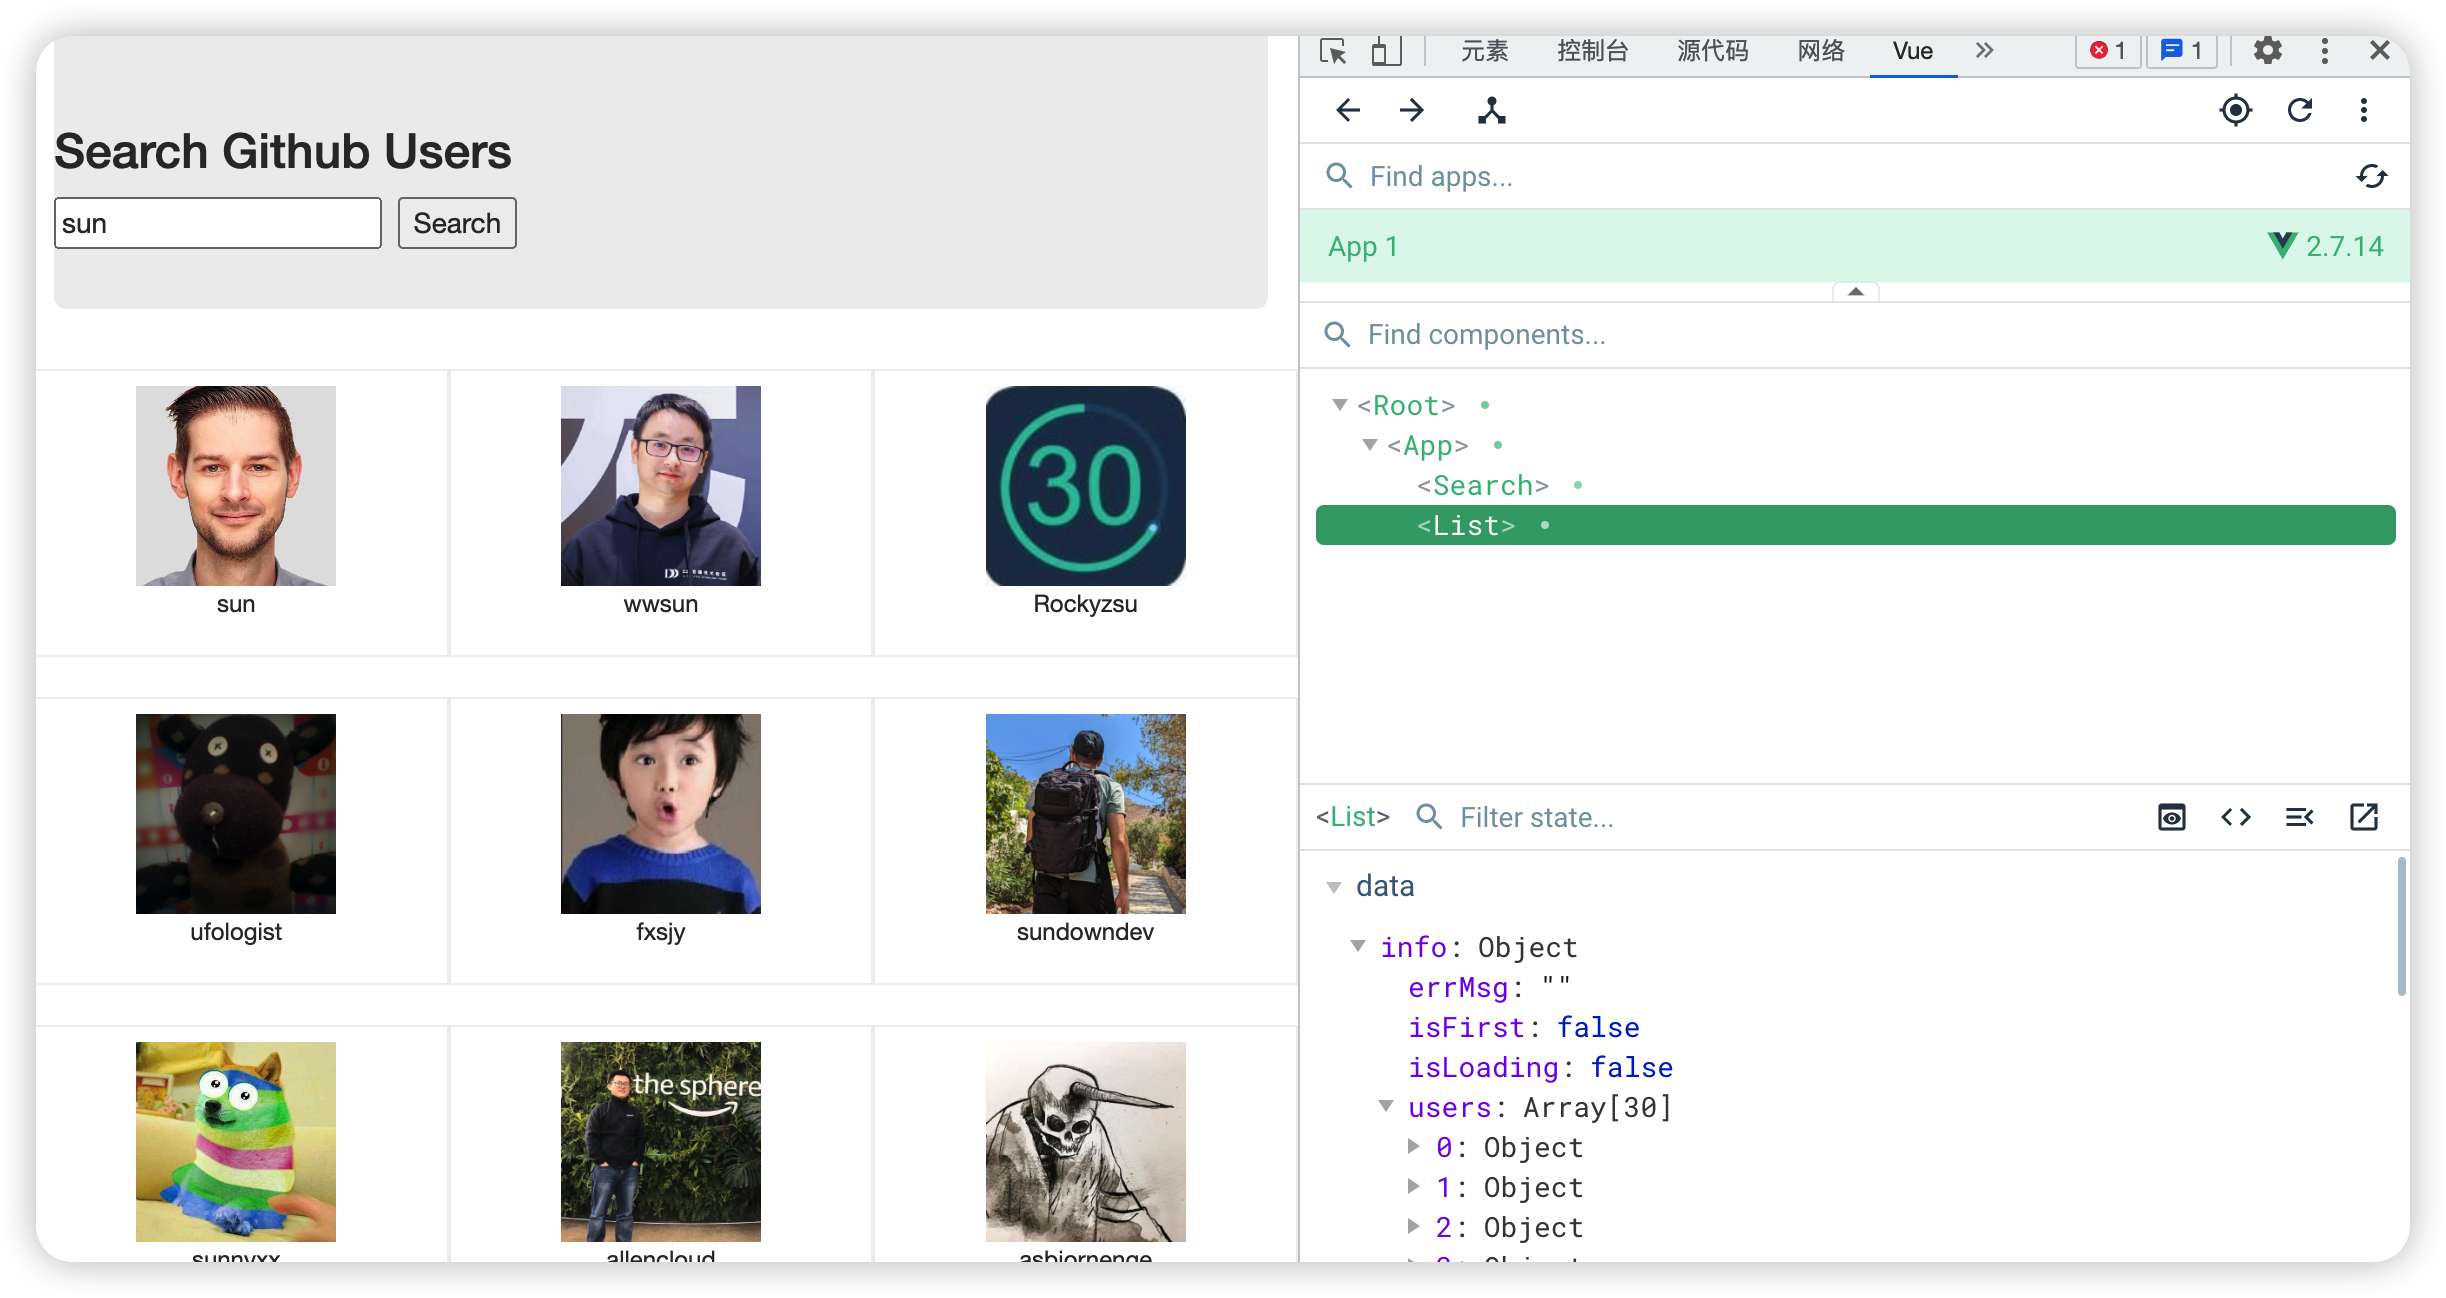 Search Github Users
sun
Search
sun
wwsun
Rockyzsu
30
ufologist
fxsjy
sundowndev
the sphere
sunnyxx
allencloud
asbjornenge
元素
控制台
源代码
网络
Vue
1
1
Find apps...
App 1
2.7.14
Find components...
<Root>
<App>
<Search>
<List>
<List>
Filter state...
data
info: Object
errMsg: ""
isFirst: false
isLoading: false
users: Array[30]
0: Object
1: Object
2: Object